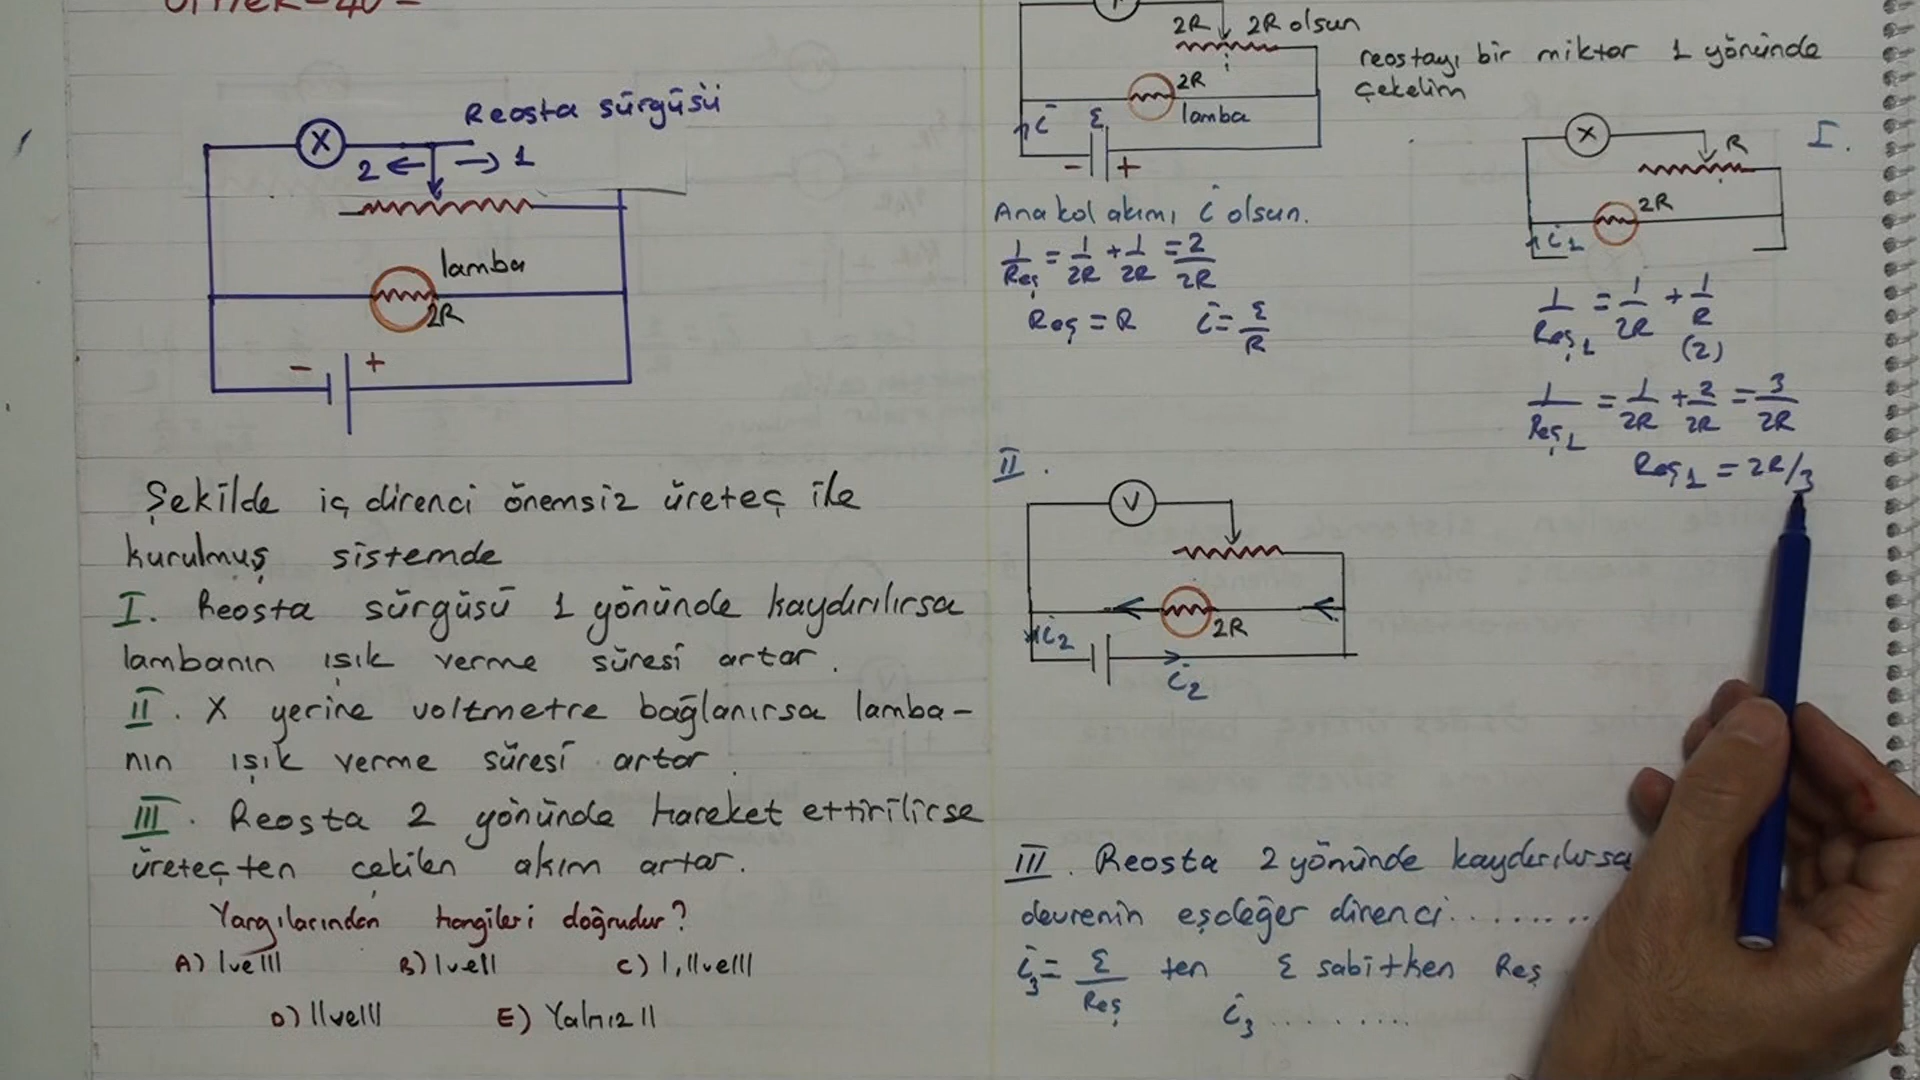 Örnek-40-
Reosta sürgüsü
X
2 1
lamba
2R
- +
Şekilde iç direnci önemsiz üreteç ile
kurulmuş sistemde
I. Reosta sürgüsü 1 yönünde kaydırılırsa
lambanın ışık verme süresi artar.
II. X yerine voltmetre bağlanırsa lamba-
nın ışık verme süresi artar.
III. Reosta 2 yönünde hareket ettirilirse
üreteçten çekilen akım artar.
Yargılarından hangileri doğrudur?
A) I ve III B) I ve II C) I, II ve III
D) II ve III E) Yalnız II
2R 2R olsun
2R
lamba
i ε
- +
reostayı bir miktar 1 yönünde
çekelim
Ana kol akımı i olsun.
1/Reş = 1/2R + 1/2R = 2/2R
Reş = R i = ε/R
I.
X
R
2R
i1
1/Reş1 = 1/2R + 1/R
(2)
1/Reş1 = 1/2R + 2/2R = 3/2R
Reş1 = 2R/3
II.
V
2R
i2
i2
III. Reosta 2 yönünde kaydırılırsa
devrenin eşdeğer direnci.........
i3 = ε/Reş ten ε sabitken Reş
i3.........